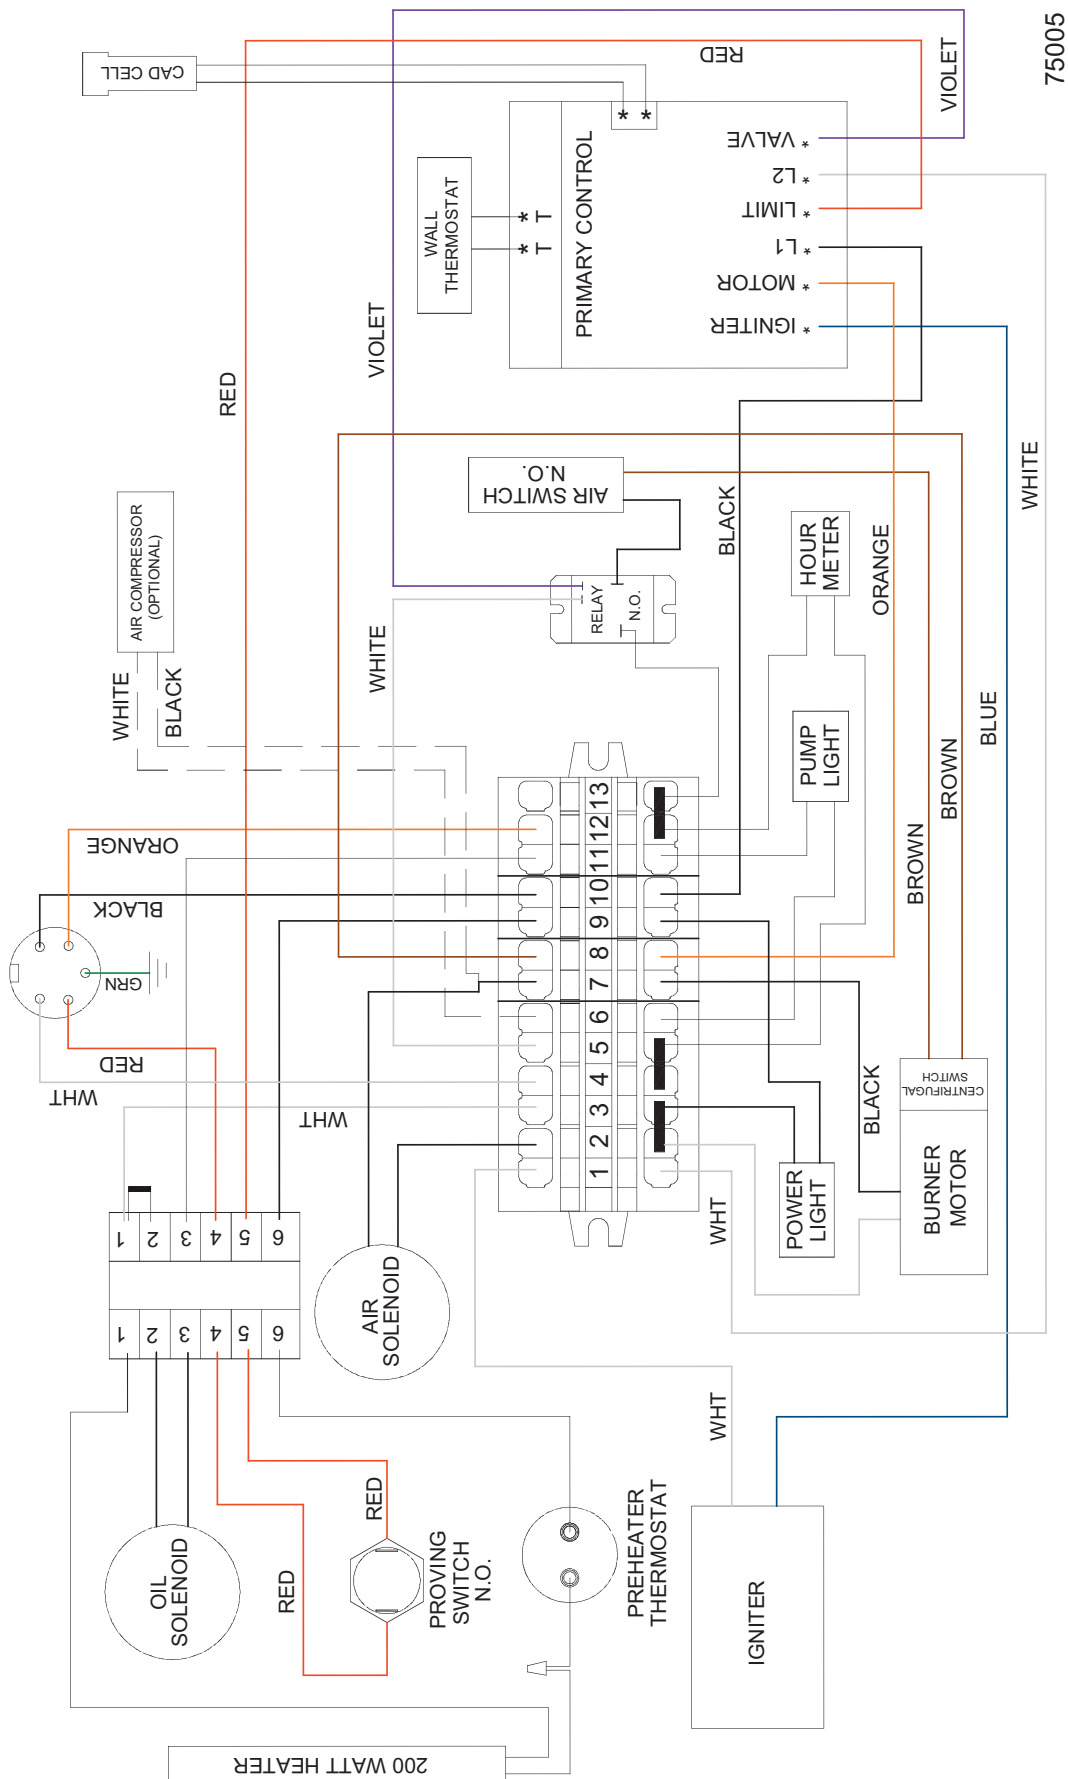 75005
CAD CELL
RED
VIOLET
WALL
THERMOSTAT
* *
* T
* T
PRIMARY CONTROL
* VALVE
* L2
* LIMIT
* L1
* MOTOR
* IGNITER
VIOLET
RED
AIR SWITCH
N.O.
WHITE
BLACK
AIR COMPRESSOR
(OPTIONAL)
HOUR
METER
ORANGE
RELAY
N.O.
WHITE
WHITE
BLACK
PUMP
LIGHT
BLUE
BROWN
BROWN
ORANGE
BLACK
GRN
RED
WHT
WHT
13
12
11
10
9
8
7
6
5
4
3
2
1
CENTRIFUGAL
SWITCH
BLACK
BURNER
MOTOR
POWER
LIGHT
WHT
1
2
3
4
5
6
1
2
3
4
5
6
AIR
SOLENOID
WHT
OIL
SOLENOID
RED
RED
PROVING
SWITCH
N.O.
PREHEATER
THERMOSTAT
IGNITER
200 WATT HEATER